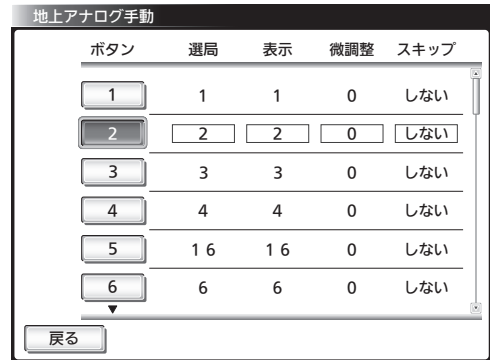 地上アナログ手動
ボタン 選局 表示 微調整 スキップ
1 1 1 0 しない
2 2 2 0 しない
3 3 3 0 しない
4 4 4 0 しない
5 16 16 0 しない
6 6 6 0 しない
戻る